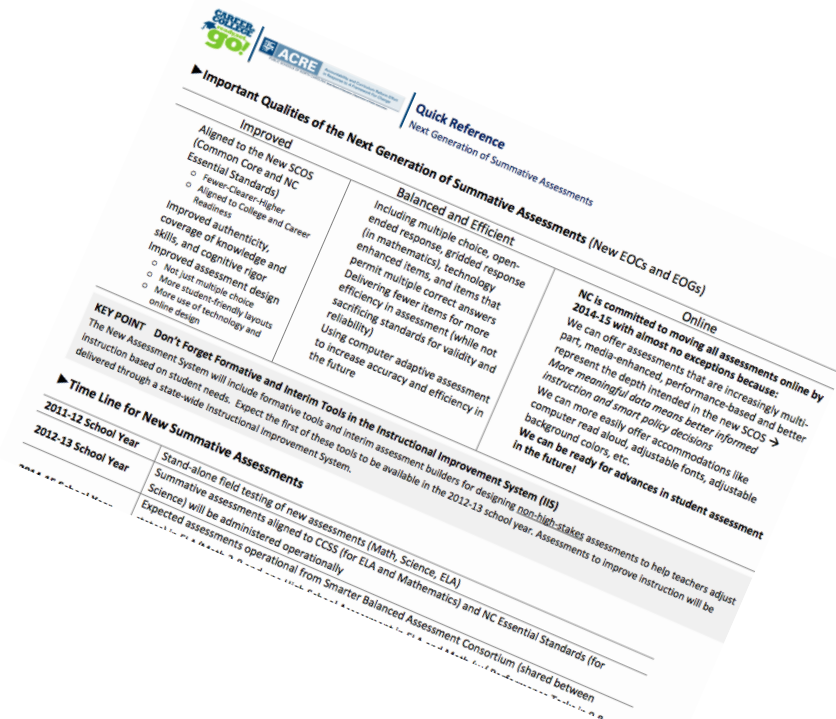 CAREER & COLLEGE
go!
ACRE
Quick Reference
Next Generation of Summative Assessments
▶Important Qualities of the Next Generation of Summative Assessments (New EOCs and EOGs)
Improved
Aligned to the New SCOS
(Common Core and NC
Essential Standards)
o Fewer-Clearer-Higher
o Aligned to College and Career
Readiness
Improved authenticity,
coverage of knowledge and
skills, and cognitive rigor
Improved assessment design
o Not just multiple choice
o More student-friendly layouts
o More use of technology and
online design
Balanced and Efficient
Including multiple choice, open-
ended response, gridded response
(in mathematics), technology
enhanced items, and items that
permit multiple correct answers
Delivering fewer items for more
efficiency in assessment (while not
sacrificing standards for validity and
reliability)
Using computer adaptive assessment
to increase accuracy and efficiency in
the future
Online
NC is committed to moving all assessments online by
2014-15 with almost no exceptions because:
We can offer assessments that are increasingly multi-
part, media-enhanced, performance-based and better
represent the depth intended in the new SCOS →
More meaningful data means better informed
instruction and smart policy decisions
We can more easily offer accommodations like
computer read aloud, adjustable fonts, adjustable
background colors, etc.
We can be ready for advances in student assessment
in the future!
KEY POINT Don't Forget Formative and Interim Tools in the Instructional Improvement System (IIS)
The New Assessment System will include formative tools and interim assessment builders for designing non-high-stakes assessments to help teachers adjust
instruction based on student needs. Expect the first of these tools to be available in the 2012-13 school year. Assessments to improve instruction will be
delivered through a state-wide Instructional Improvement System.
▶Time Line for New Summative Assessments
2011-12 School Year
Stand-alone field testing of new assessments (Math, Science, ELA)
2012-13 School Year
Summative assessments aligned to CCSS (for ELA and Mathematics) and NC Essential Standards (for
Science) will be administered operationally
Expected assessments operational from Smarter Balanced Assessment Consortium (shared between